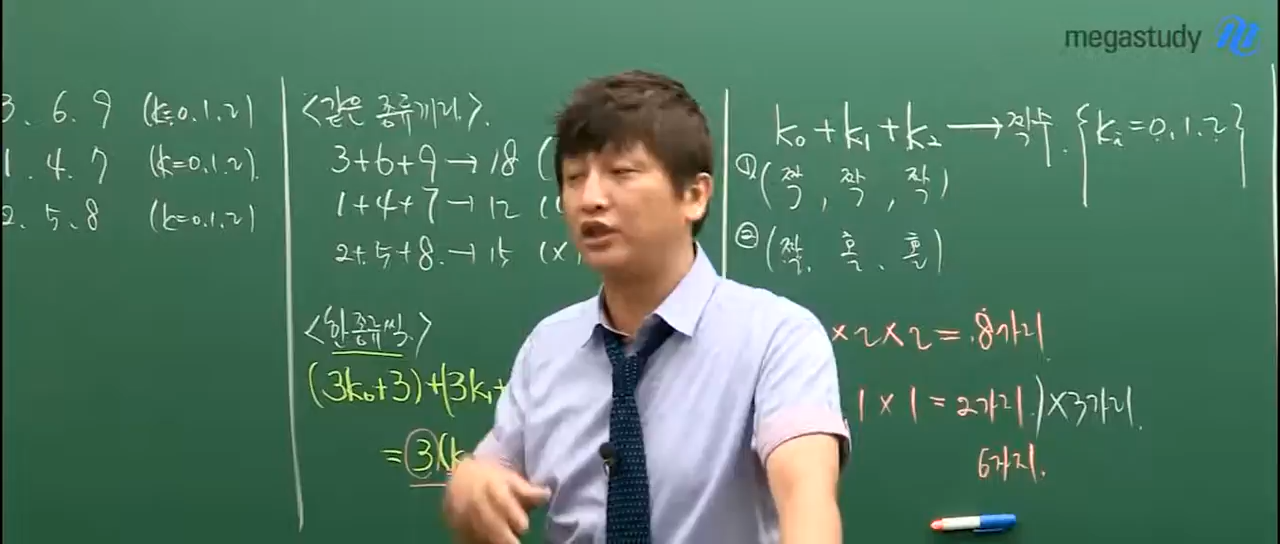 megastudy
3. 6. 9 (k=0.1.2)
1. 4. 7 (k=0.1.2).
2. 5. 8 (k=0.1.2)
<같은 종류끼리>.
3+6+9→18 (
1+4+7→12
2+5+8.→15 (×
<한 종류씩.>
(3k₀+3)+(3k₁+
=3(k
k₀+k₁+k₂→짝수. {kᵢ=0.1.2}
① (짝, 짝, 짝)
② (짝. 홀. 홀)
×2×2=8가지
1×1=2가지.)×3가지.
6가지.